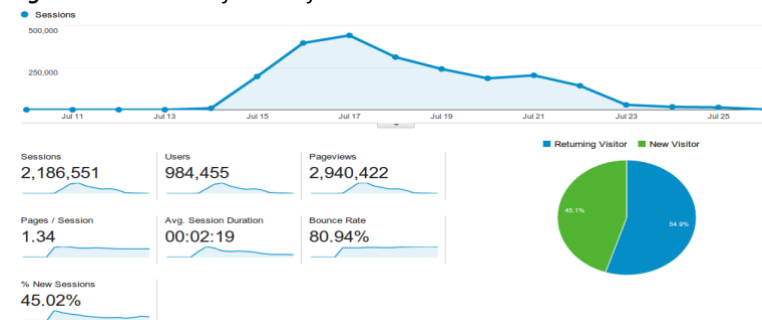 Sessions
500,000
250,000
Jul 11 Jul 13 Jul 15 Jul 17 Jul 19 Jul 21 Jul 23 Jul 25
Returning Visitor New Visitor
Sessions Users Pageviews
2,186,551 984,455 2,940,422
45.1%
54.9%
Pages / Session Avg. Session Duration Bounce Rate
1.34 00:02:19 80.94%
% New Sessions
45.02%